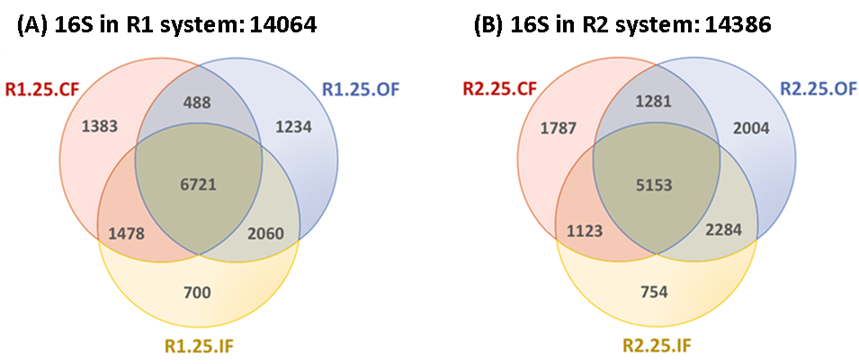 (A) 16S in R1 system: 14064
R1.25.CF
R1.25.OF
488
1383
1234
6721
1478
2060
700
R1.25.IF
(B) 16S in R2 system: 14386
R2.25.CF
R2.25.OF
1281
1787
2004
5153
1123
2284
754
R2.25.IF